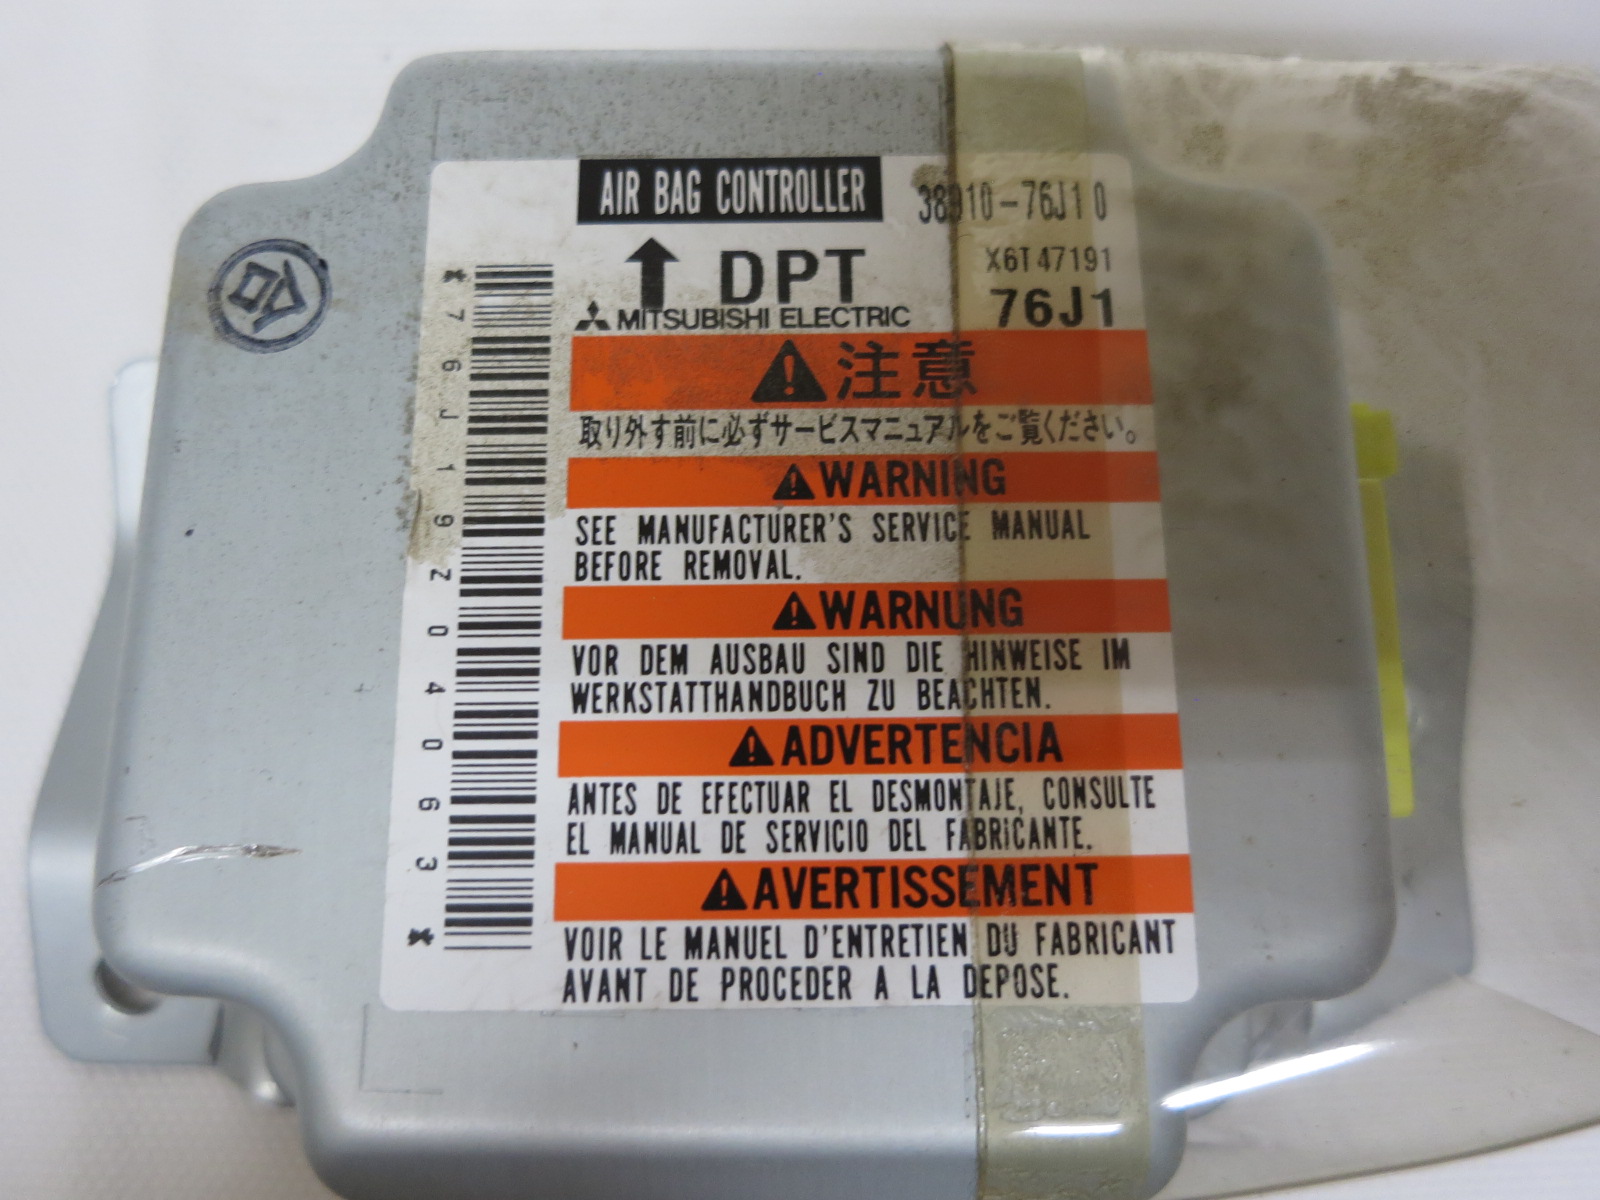 AIR BAG CONTROLLER 38910-76J10
DPT X6T47191
MITSUBISHI ELECTRIC 76J1
注意
取り外す前に必ずサービスマニュアルをご覧ください。
WARNING
SEE MANUFACTURER'S SERVICE MANUAL
BEFORE REMOVAL.
WARNUNG
VOR DEM AUSBAU SIND DIE HINWEISE IM
WERKSTATTHANDBUCH ZU BEACHTEN.
ADVERTENCIA
ANTES DE EFECTUAR EL DESMONTAJE, CONSULTE
EL MANUAL DE SERVICIO DEL FABRICANTE.
AVERTISSEMENT
VOIR LE MANUEL D'ENTRETIEN DU FABRICANT
AVANT DE PROCEDER A LA DEPOSE.
*76J19Z04063*